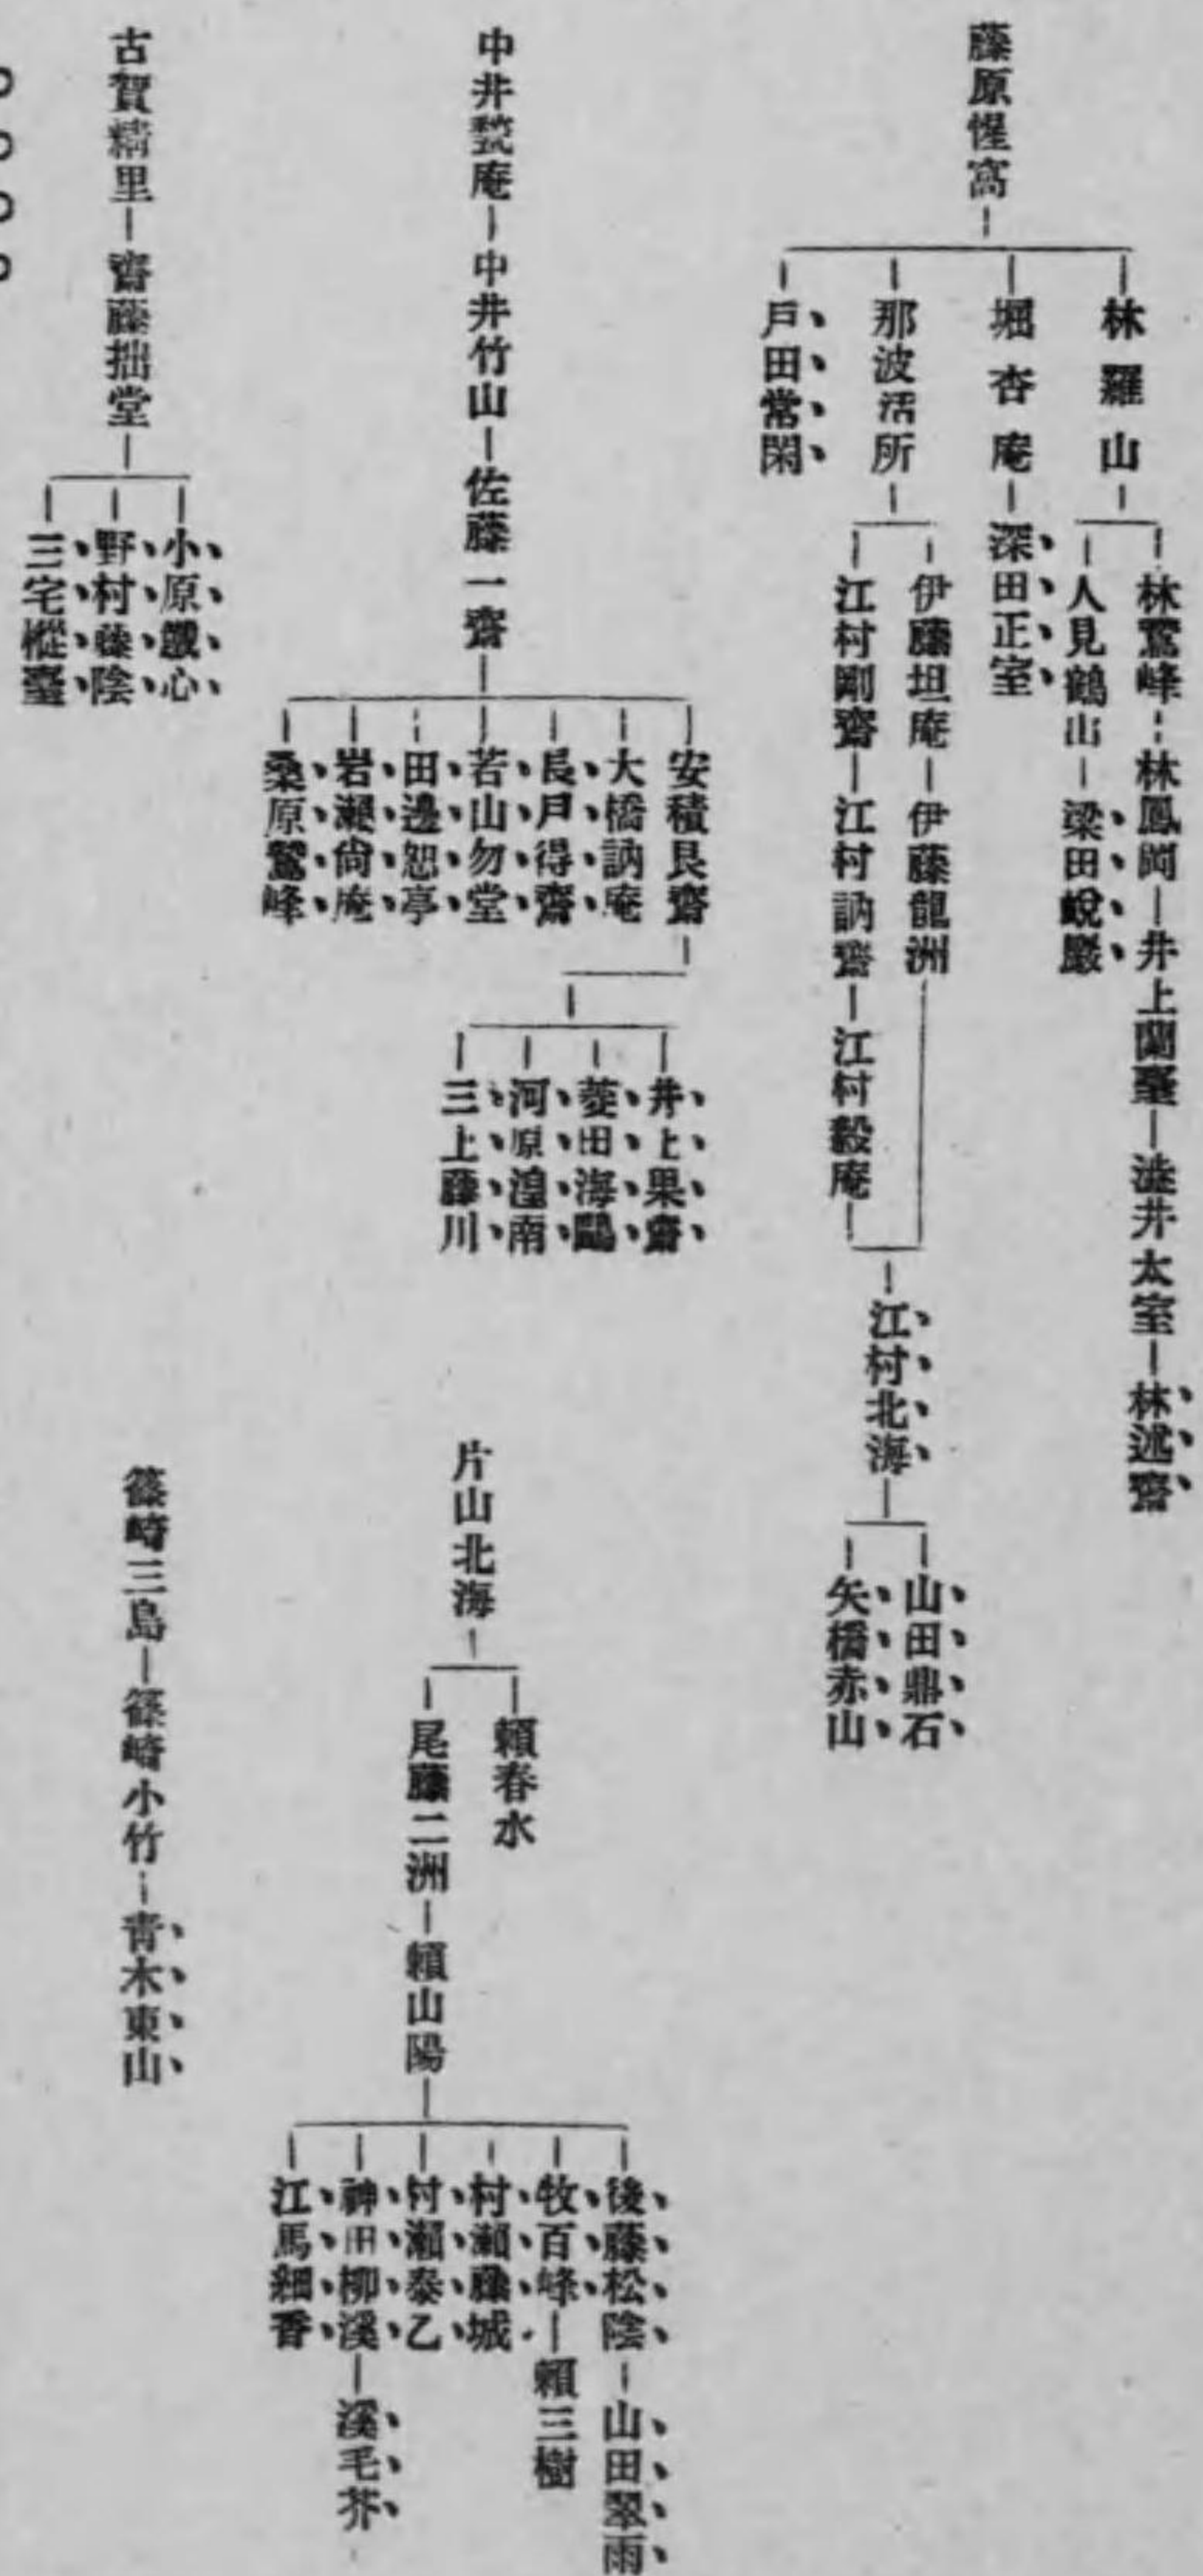 藤原惺窩
林羅山
林鵞峰
林鳳岡
井上蘭臺
澁井太室
林述齋
人見鶴山
梁田蛻巖
堀杏庵
深田正室
那波活所
伊藤坦庵
伊藤龍洲
江村剛齋
江村訥齋
江村毅庵
江村北海
山田鼎石
矢橋赤山
戸田常閑
中井甃庵
中井竹山
佐藤一齋
安積艮齋
井上果齋
菱田海鷗
河原湟南
三上藤川
大橋訥庵
長戸得齋
若山勿堂
田邊恕亭
岩瀬尙庵
桑原鷲峰
片山北海
頼春水
尾藤二洲
頼山陽
後藤松陰
山田翠雨
牧百峰
頼三樹
村瀬藤城
村瀬泰乙
神田柳溪
溪毛芥
江馬細香
古賀精里
齋藤拙堂
小原鐵心
野村藤陰
三宅樅臺
篠崎三島
篠崎小竹
青木東山